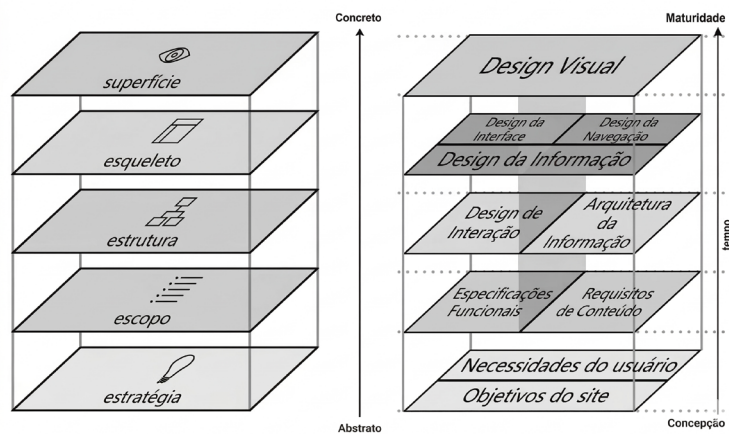 Concreto
superfície
esqueleto
estrutura
escopo
estratégia
Abstrato
Maturidade
Design Visual
Design da
Interface
Design da
Navegação
Design da Informação
Design de
Interação
Arquitetura
da
Informação
Especificações
Funcionais
Requisitos
de Conteúdo
Necessidades do usuário
Objetivos do site
tempo
Concepção